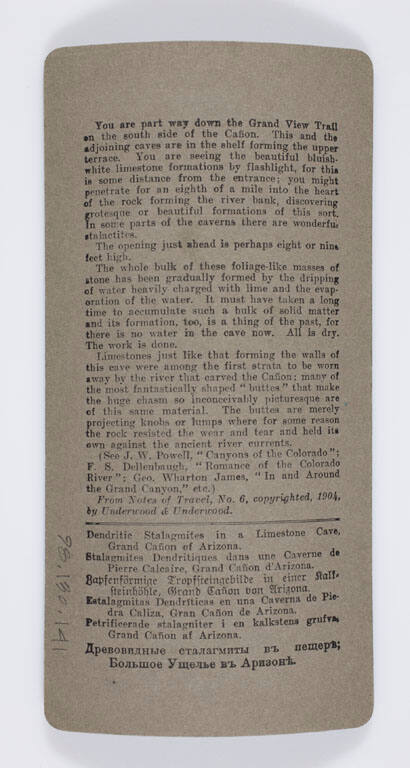 You are part way down the Grand View Trail
on the south side of the Cañon. This and the
adjoining caves are in the shelf forming the upper
terrace. You are seeing the beautiful bluish-
white limestone formations by flashlight, for this
is some distance from the entrance; you might
penetrate for an eighth of a mile into the heart
of the rock forming the river bank, discovering
grotesque or beautiful formations of this sort.
In some parts of the caverns there are wonderful
stalactites.
The opening just ahead is perhaps eight or nine
feet high.
The whole bulk of these foliage-like masses of
stone has been gradually formed by the dripping
of water heavily charged with lime and the evap-
oration of the water. It must have taken a long
time to accumulate such a bulk of solid matter
and its formation, too, is a thing of the past, for
there is no water in the cave now. All is dry.
The work is done.
Limestones just like that forming the walls of
this cave were among the first strata to be worn
away by the river that carved the Cañon; many of
the most fantastically shaped "buttes" that make
the huge chasm so inconceivably picturesque are
of this same material. The buttes are merely
projecting knobs or lumps where for some reason
the rock resisted the wear and tear and held its
own against the ancient river currents.
(See J. W. Powell, "Canyons of the Colorado";
F. S. Dellenbaugh, "Romance of the Colorado
River"; Geo. Wharton James, "In and Around
the Grand Canyon," etc.)
From Notes of Travel, No. 6, copyrighted, 1904,
by Underwood & Underwood.
Dendritic Stalagmites in a Limestone Cave,
Grand Cañon of Arizona.
Stalagmites Dendritiques dans une Caverne de
Pierre Calcaire, Grand Cañon d'Arizona.
Zapfenförmige Tropfsteingebilde in einer Kalk-
steinhöhle, Grand Cañon von Arizona.
Estalagmitas Dendríticas en una Caverna de Pie-
dra Caliza, Gran Cañon de Arizona.
Petrificerade stalagniter i en kalkstens grufva,
Grand Cañon af Arizona.
Древовидные сталагмиты въ пещерѣ;
Большое Ущелье въ Аризонѣ.
98.180.141